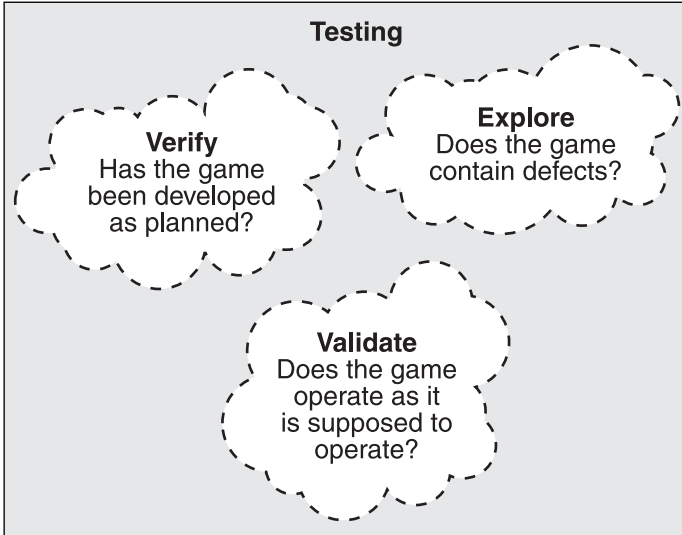 Testing
Verify
Has the game
been developed
as planned?
Explore
Does the game
contain defects?
Validate
Does the game
operate as it
is supposed to
operate?